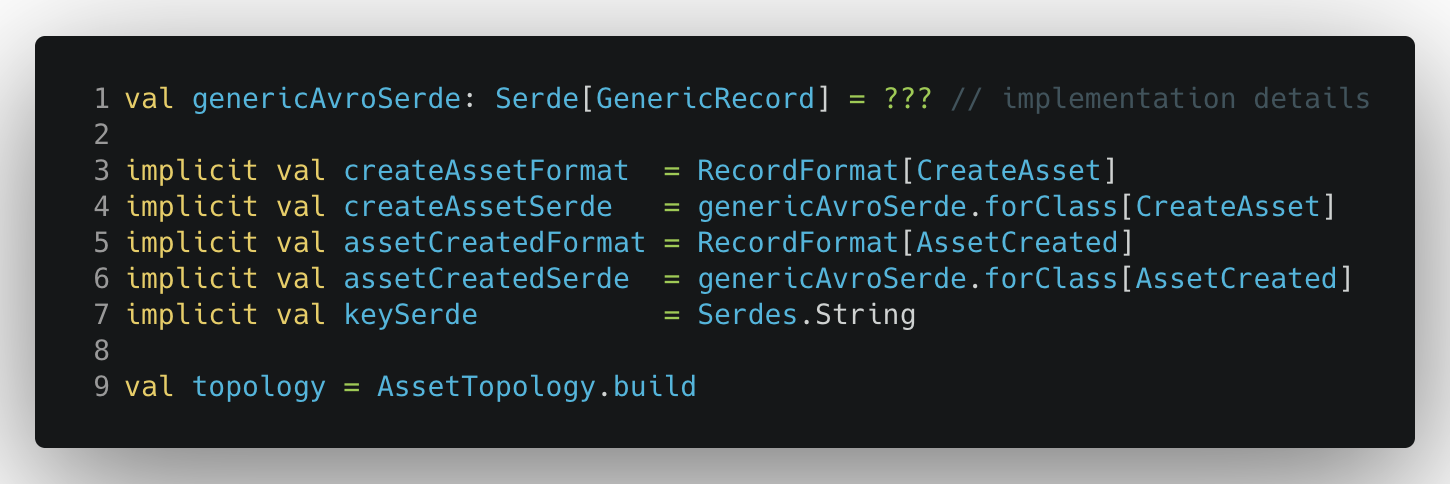 1 val genericAvroSerde: Serde[GenericRecord] = ??? // implementation details
2
3 implicit val createAssetFormat  = RecordFormat[CreateAsset]
4 implicit val createAssetSerde   = genericAvroSerde.forClass[CreateAsset]
5 implicit val assetCreatedFormat = RecordFormat[AssetCreated]
6 implicit val assetCreatedSerde  = genericAvroSerde.forClass[AssetCreated]
7 implicit val keySerde           = Serdes.String
8
9 val topology = AssetTopology.build